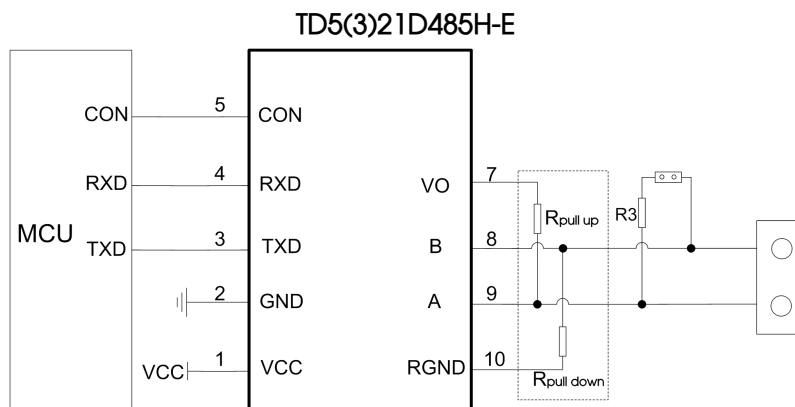 TD5(3)21D485H-E
MCU
CON 5 CON
RXD 4 RXD
TXD 3 TXD
2 GND
VCC 1 VCC
VO 7
B 8
A 9
RGND 10
Rpull up
Rpull down
R3